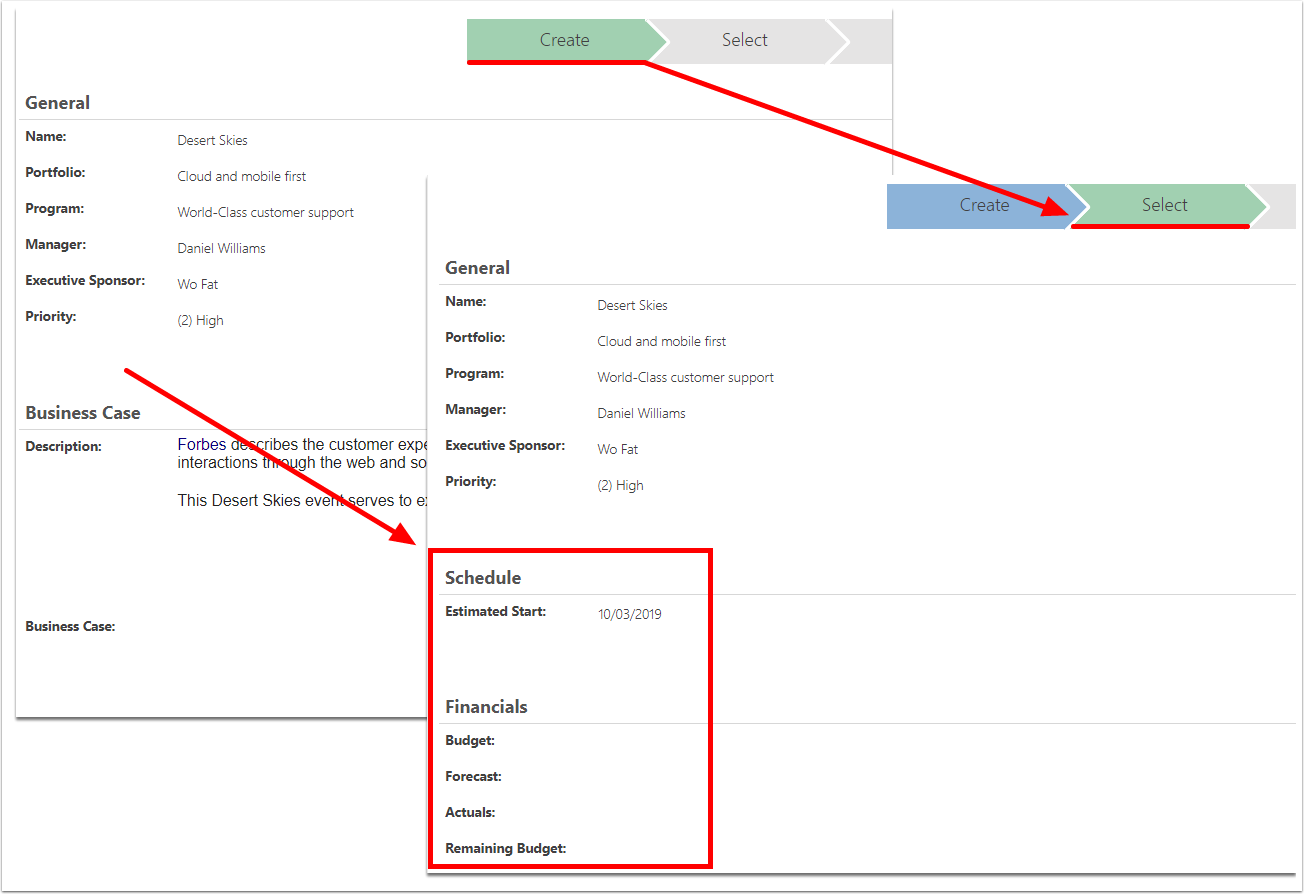 Create
Select
General
Name: Desert Skies
Portfolio: Cloud and mobile first
Program: World-Class customer support
Manager: Daniel Williams
Executive Sponsor: Wo Fat
Priority: (2) High
Business Case
Description: Forbes describes the customer expe
interactions through the web and so
This Desert Skies event serves to ex
Business Case:
Create
Select
General
Name: Desert Skies
Portfolio: Cloud and mobile first
Program: World-Class customer support
Manager: Daniel Williams
Executive Sponsor: Wo Fat
Priority: (2) High
Schedule
Estimated Start: 10/03/2019
Financials
Budget:
Forecast:
Actuals:
Remaining Budget: